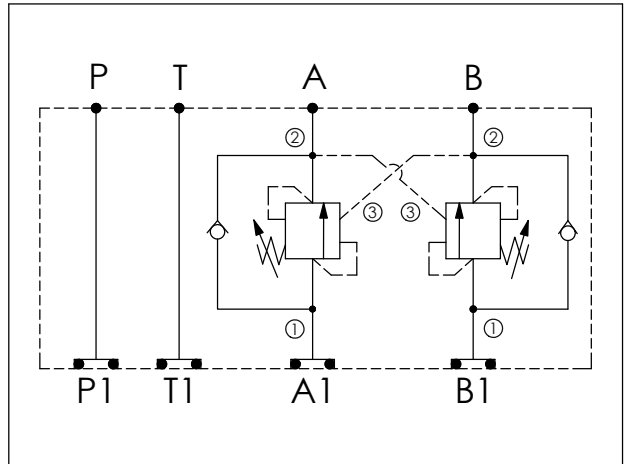 P T A B
② ②
③ ③
① ①
P1 T1 A1 B1